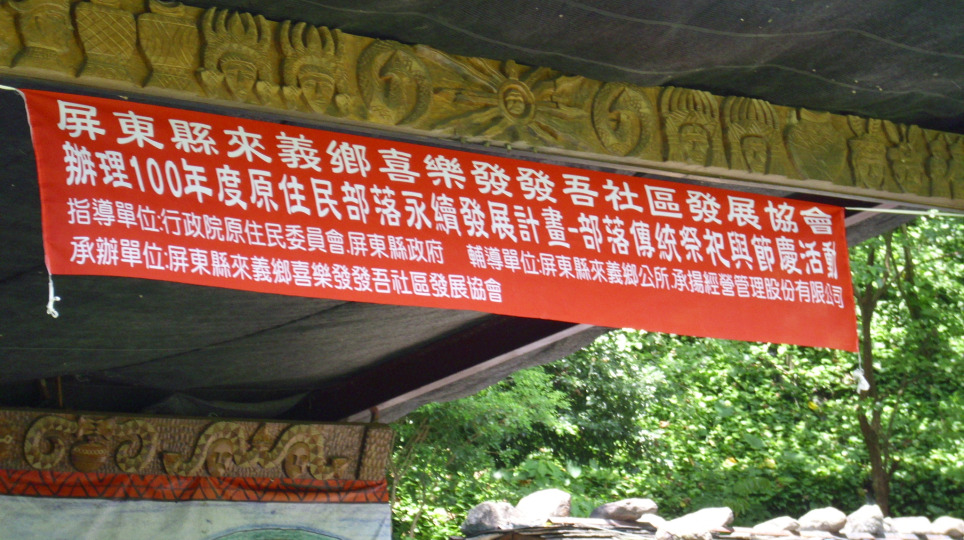 屏東縣來義鄉喜樂發發吾社區發展協會
辦理100年度原住民部落永續發展計畫-部落傳統祭祀與節慶活動
指導單位:行政院原住民委員會.屏東縣政府 輔導單位:屏東縣來義鄉公所.承揚經營管理股份有限公司
承辦單位:屏東縣來義鄉喜樂發發吾社區發展協會